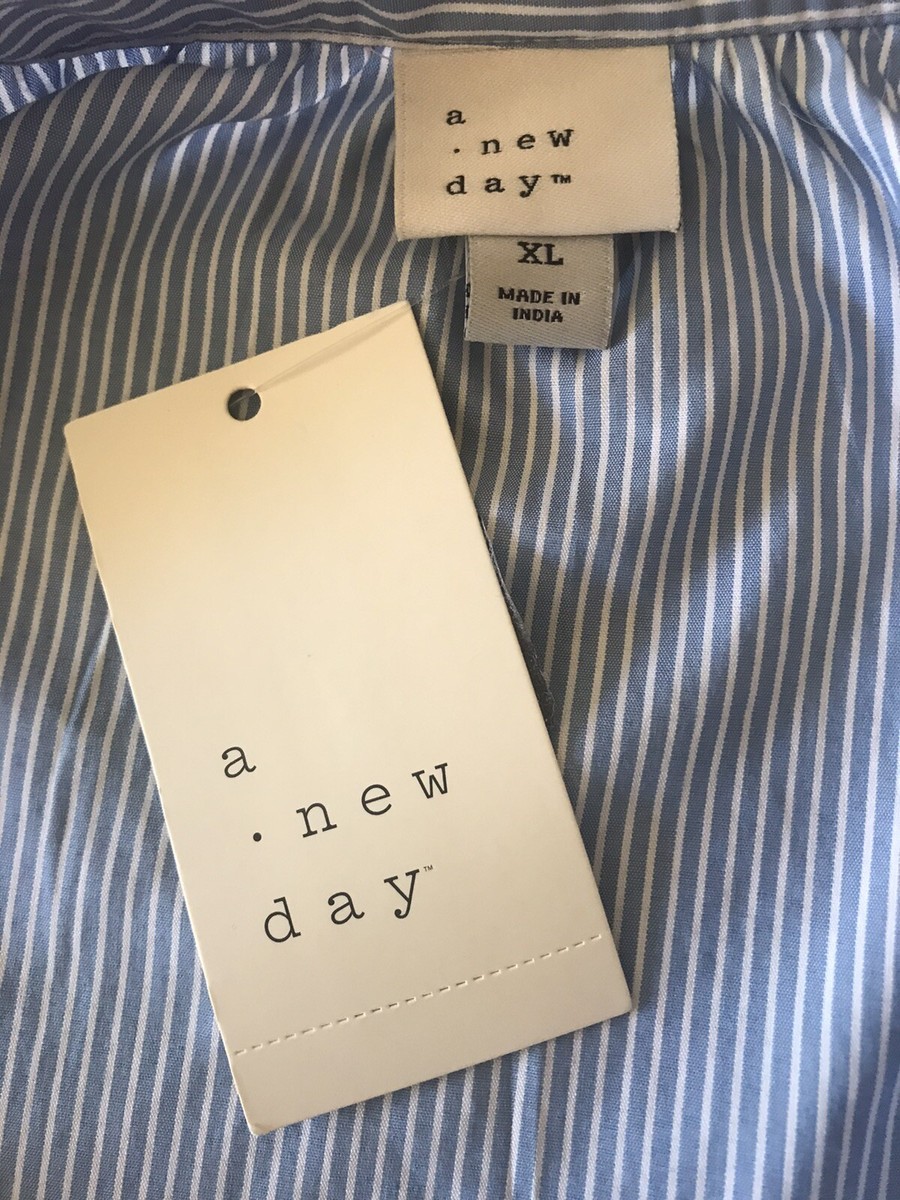 a
. new
day™
XL
MADE IN
INDIA
a
. new
day™